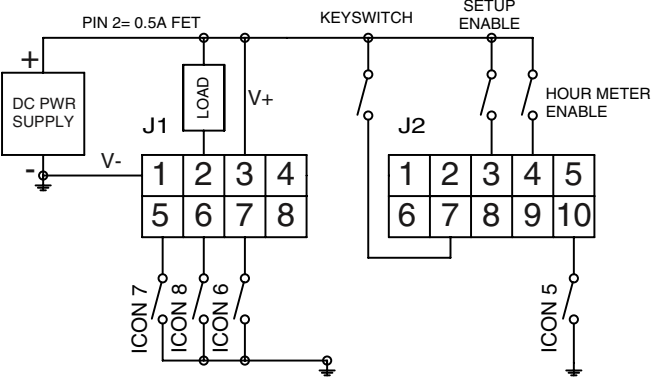 SETUP
ENABLE
PIN 2= 0.5A FET
KEYSWITCH
+
DC PWR
SUPPLY
-
V-
LOAD
V+
HOUR METER
ENABLE
J1
J2
1 2 3 4
5 6 7 8
1 2 3 4 5
6 7 8 9 10
ICON 7
ICON 8
ICON 6
ICON 5